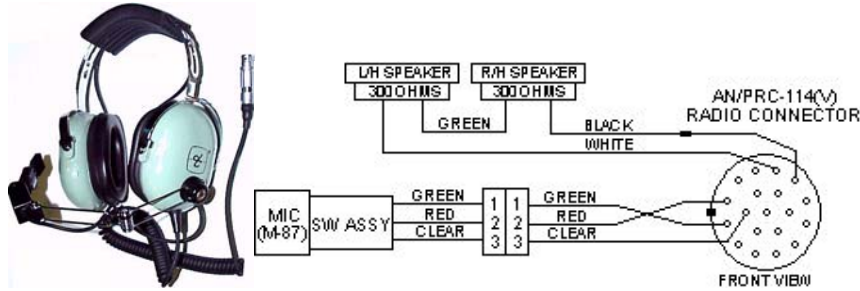 L/H SPEAKER
R/H SPEAKER
300 OHMS
300 OHMS
AN/PRC-114(V)
RADIO CONNECTOR
GREEN
BLACK
WHITE
MIC
(M-87)
SW ASSY
GREEN
RED
CLEAR
1 1
2 2
3 3
GREEN
RED
CLEAR
FRONT VIEW